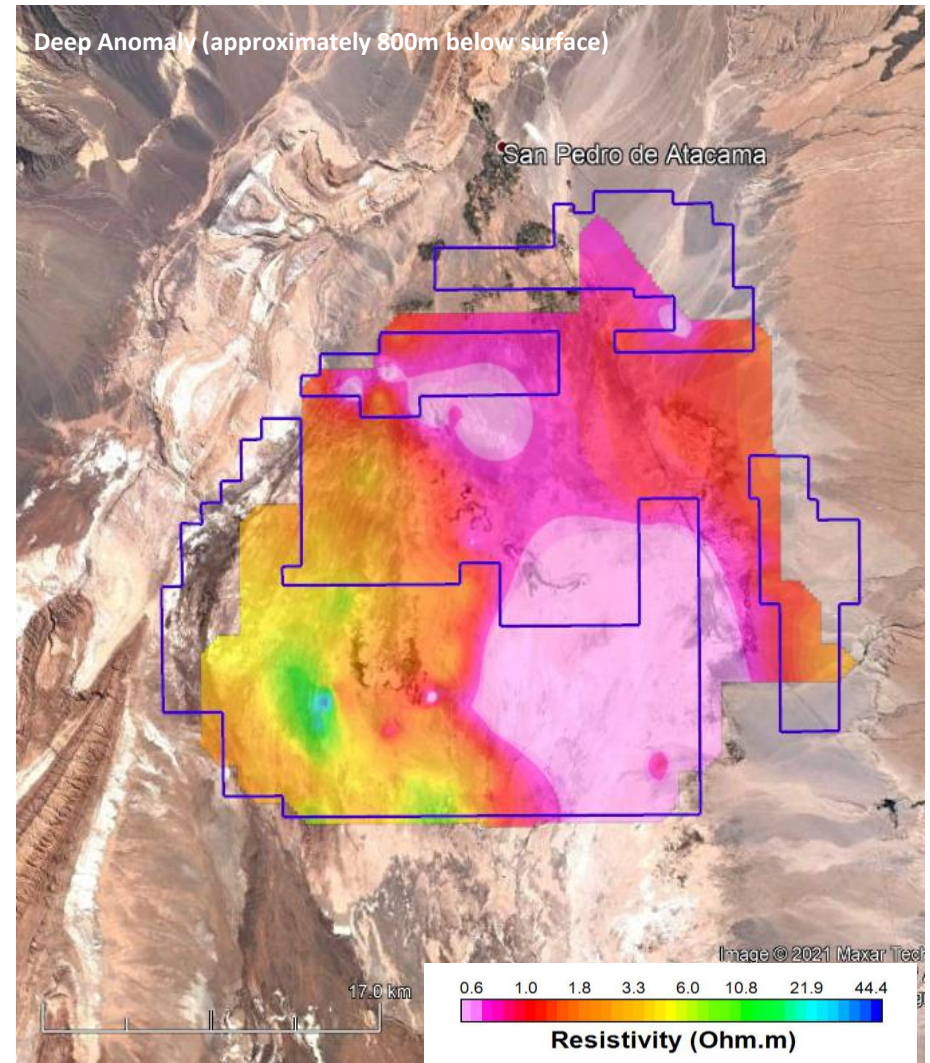 Deep Anomaly (approximately 800m below surface)
San Pedro de Atacama
Image © 2021 Maxar Tech
17.0 km
0.6 1.0 1.8 3.3 6.0 10.8 21.9 44.4
Resistivity (Ohm.m)